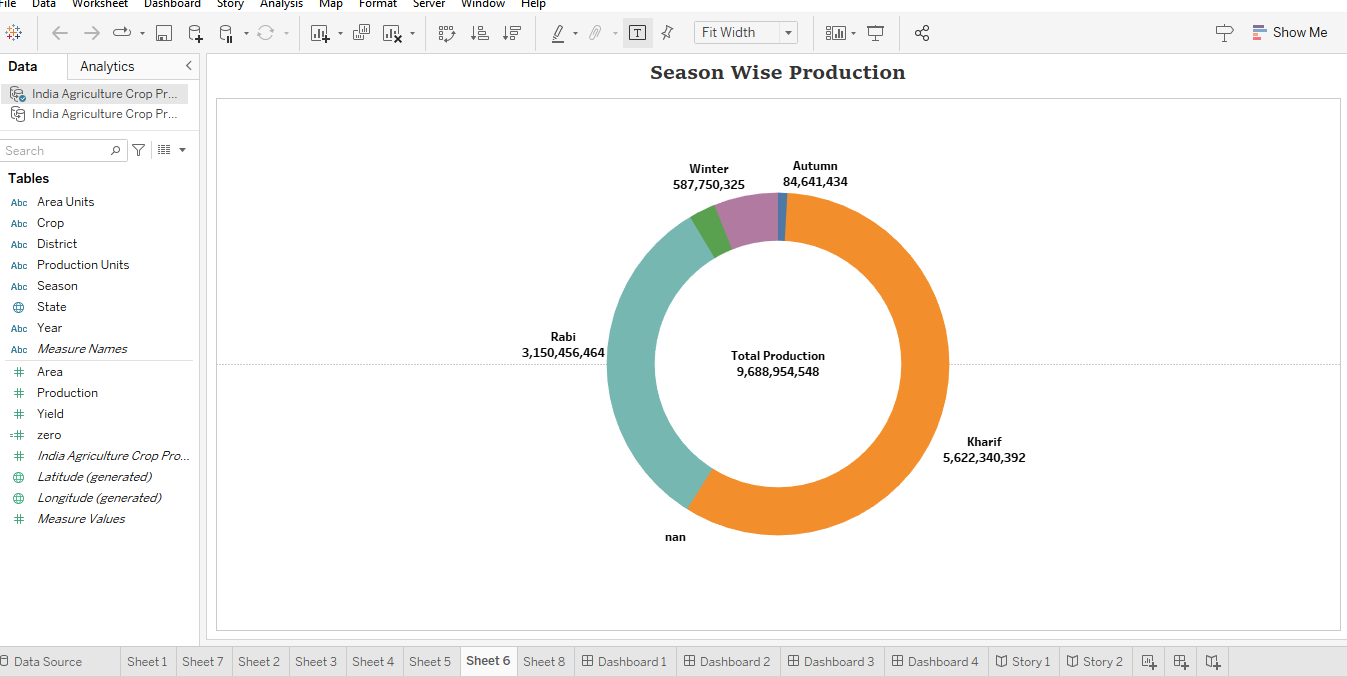 File Data Worksheet Dashboard Story Analysis Map Format Server Window Help
Fit Width
Show Me
Data Analytics
India Agriculture Crop Pr...
India Agriculture Crop Pr...
Search
Tables
Abc Area Units
Abc Crop
Abc District
Abc Production Units
Abc Season
State
Abc Year
Abc Measure Names
# Area
# Production
# Yield
=# zero
# India Agriculture Crop Pro...
Latitude (generated)
Longitude (generated)
# Measure Values
Season Wise Production
Winter
587,750,325
Autumn
84,641,434
Rabi
3,150,456,464
Total Production
9,688,954,548
Kharif
5,622,340,392
nan
Data Source Sheet 1 Sheet 7 Sheet 2 Sheet 3 Sheet 4 Sheet 5 Sheet 6 Sheet 8 Dashboard 1 Dashboard 2 Dashboard 3 Dashboard 4 Story 1 Story 2